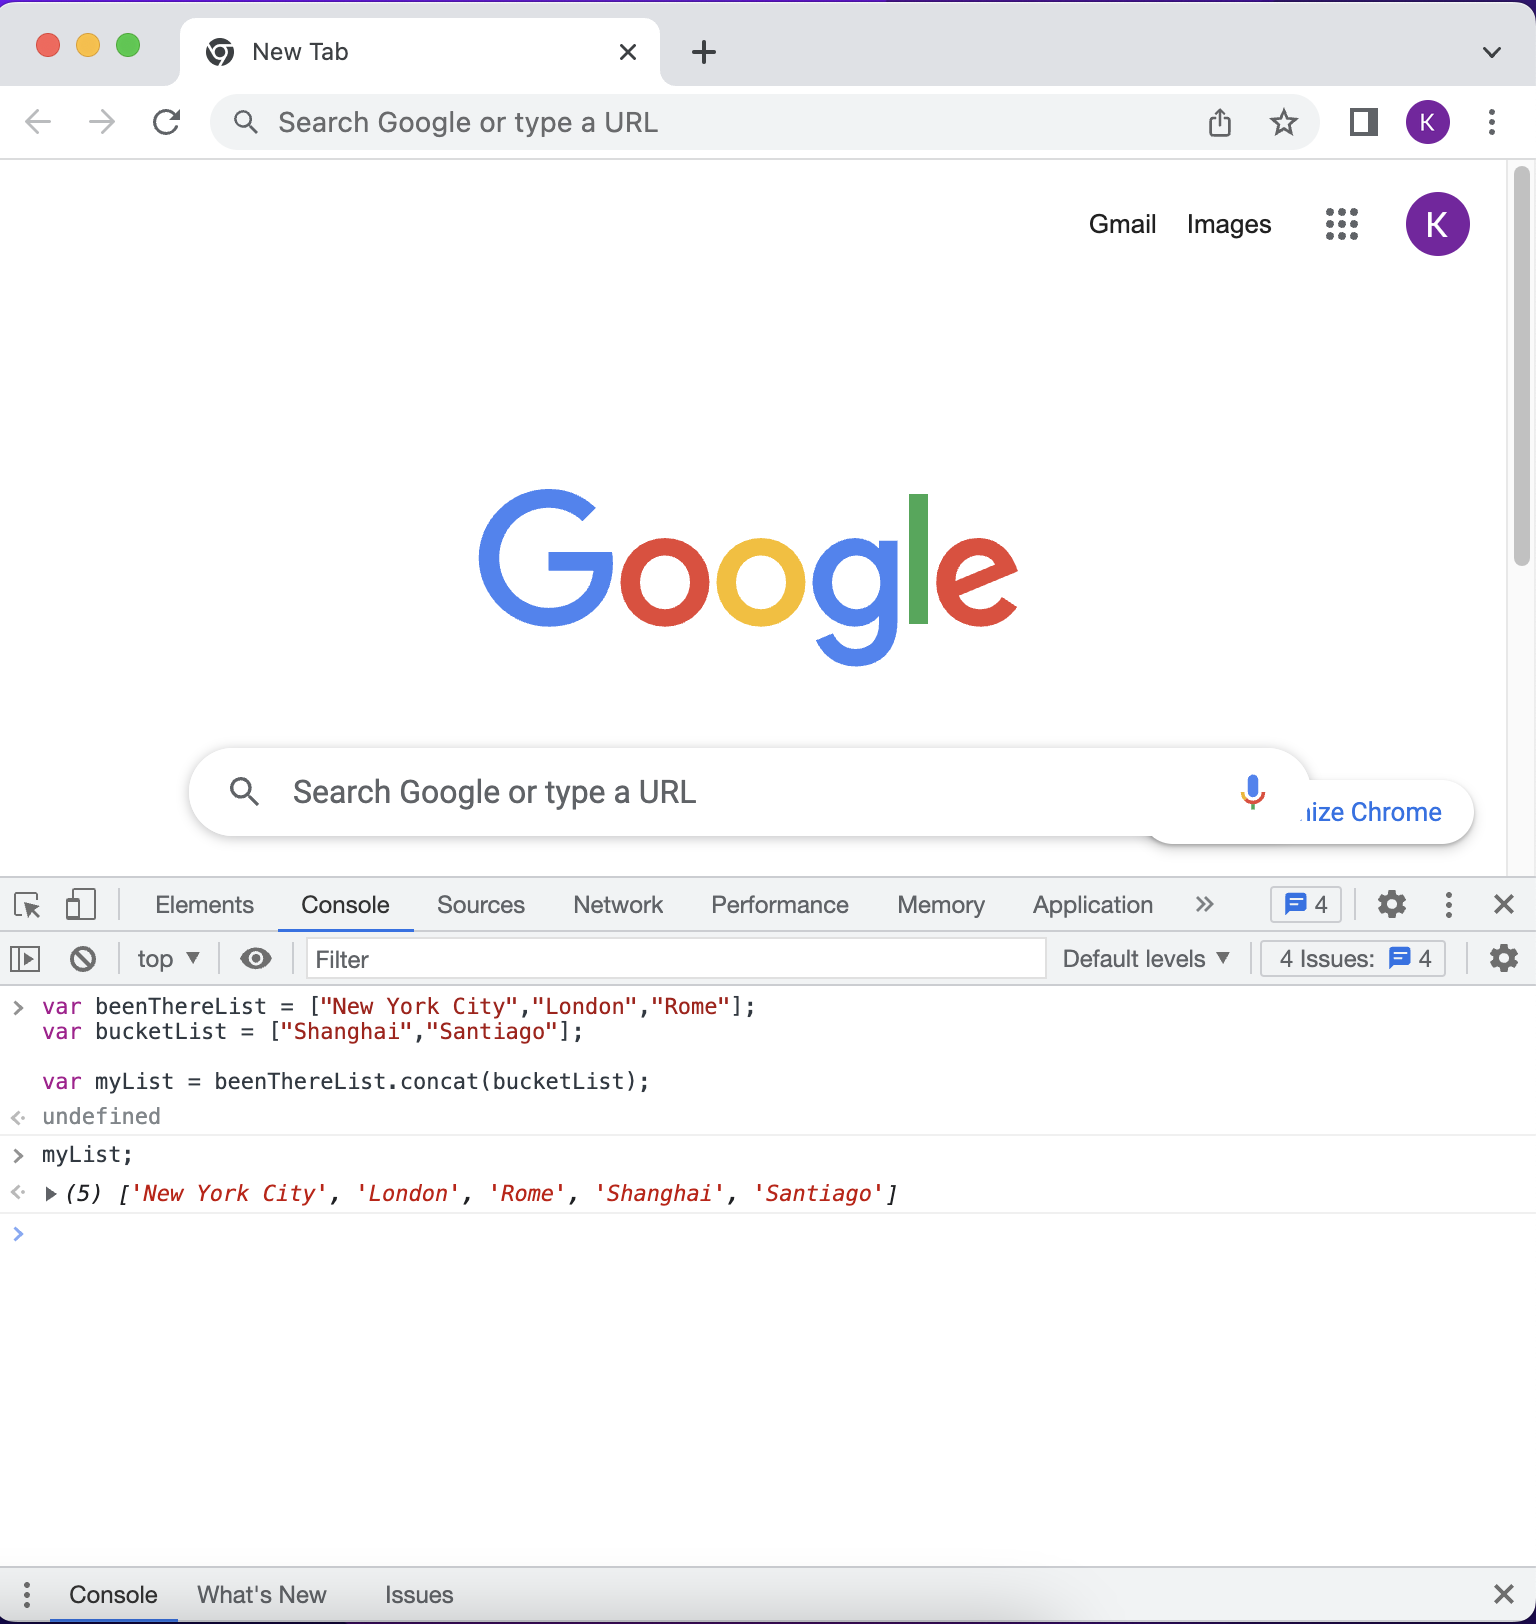 New Tab
Search Google or type a URL
K
Gmail Images K
Google
Search Google or type a URL
ize Chrome
Elements Console Sources Network Performance Memory Application 4
top Filter Default levels 4 Issues: 4
var beenThereList = ["New York City","London","Rome"];
var bucketList = ["Shanghai","Santiago"];
var myList = beenThereList.concat(bucketList);
undefined
myList;
(5) ['New York City', 'London', 'Rome', 'Shanghai', 'Santiago']
Console What's New Issues